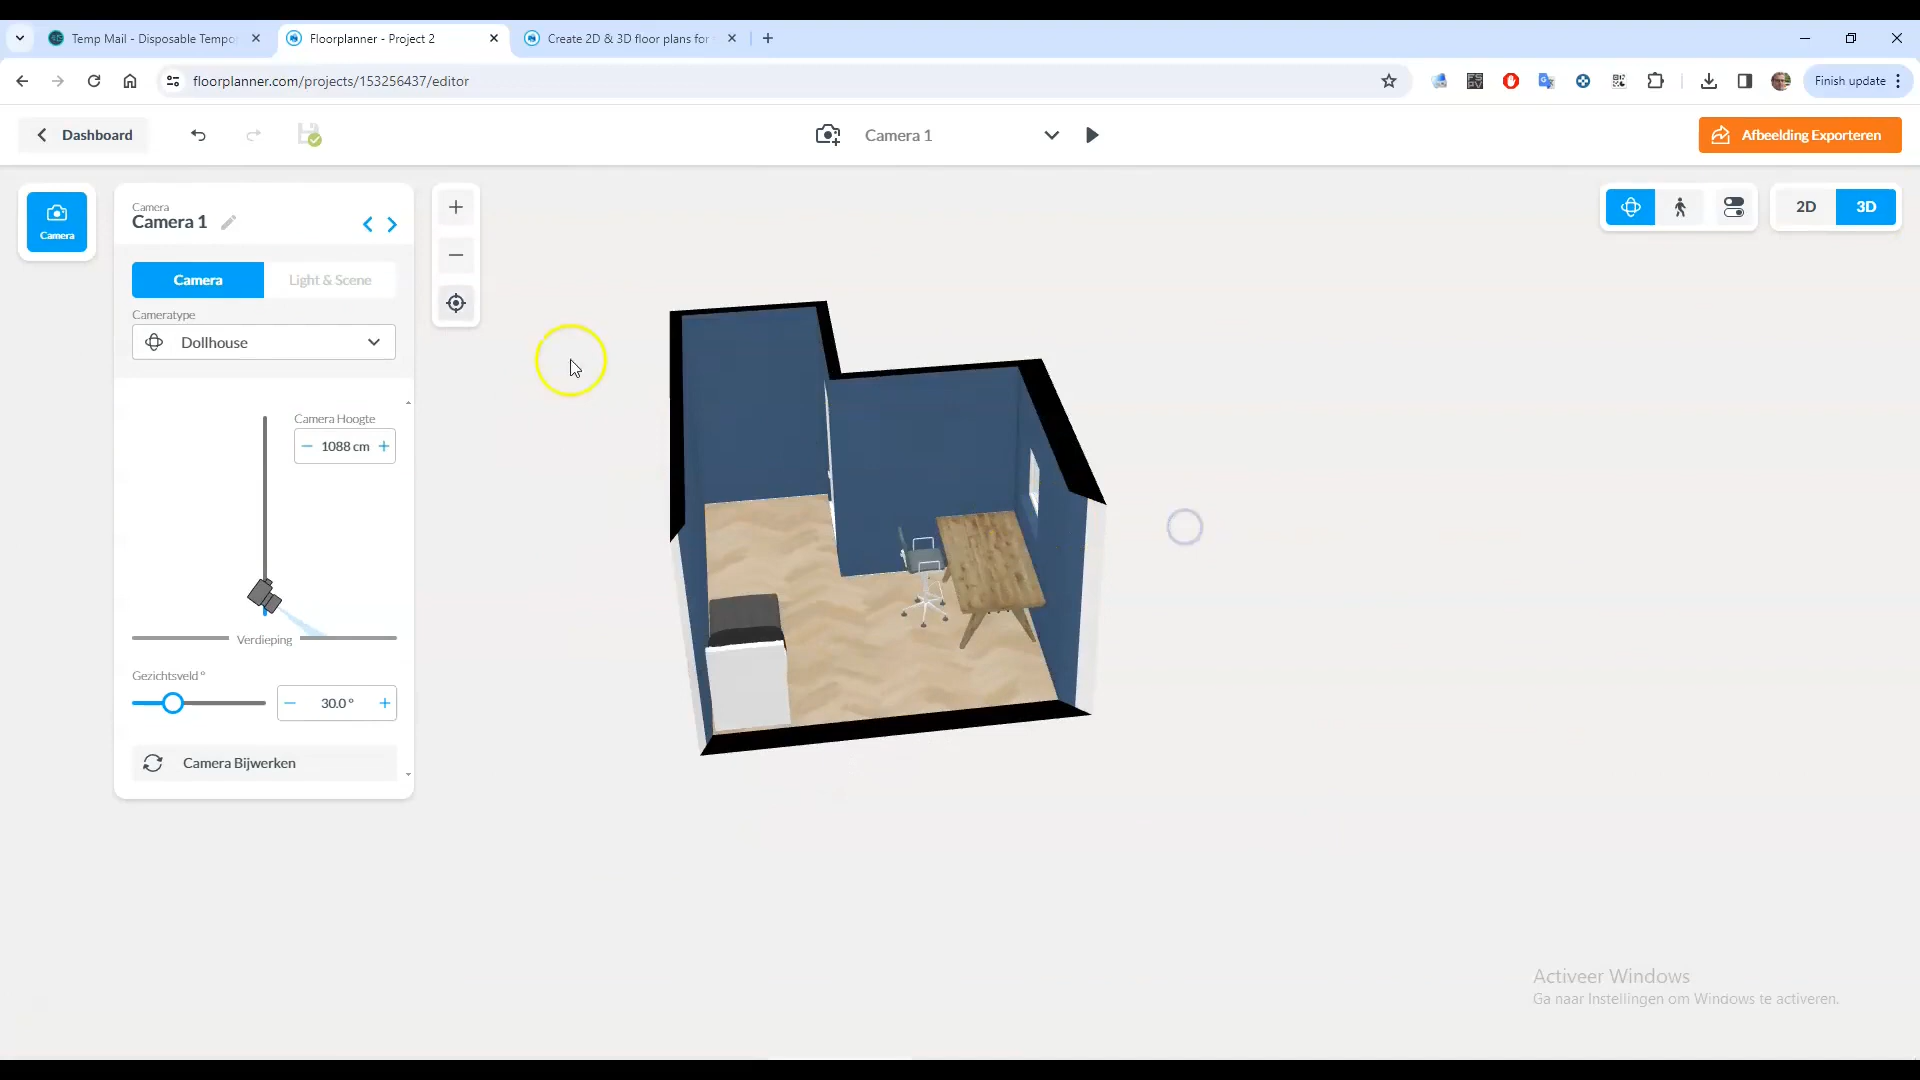 Temp Mail - Disposable Tempo
Floorplanner - Project 2
Create 2D & 3D floor plans for
floorplanner.com/projects/153256437/editor
Finish update
Dashboard
Camera 1
Afbeelding Exporteren
Camera
Camera
Camera 1
2D
3D
Camera
Light & Scene
Cameratype
Dollhouse
Camera Hoogte
1088 cm
Verdieping
Gezichtsveld °
30.0 °
Camera Bijwerken
Activeer Windows
Ga naar Instellingen om Windows te activeren.